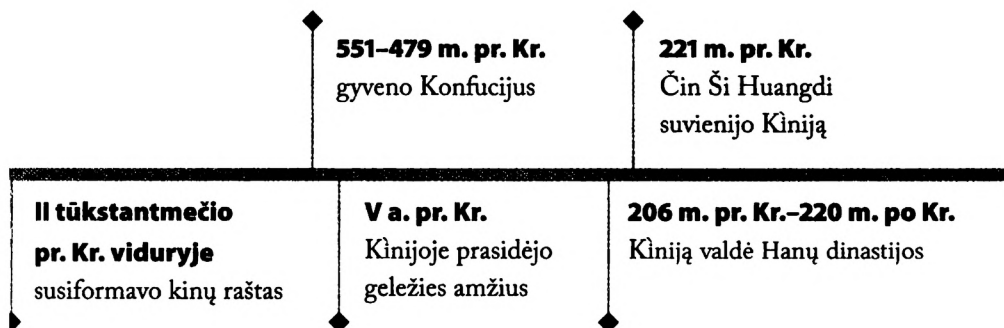 551–479 m. pr. Kr.
gyveno Konfucijus
221 m. pr. Kr.
Čin Ši Huangdi
suvienijo Kìniją
II tūkstantmečio
pr. Kr. viduryje
susiformavo kinų raštas
V a. pr. Kr.
Kìnijoje prasidėjo
geležies amžius
206 m. pr. Kr.–220 m. po Kr.
Kìniją valdė Hanų dinastijos